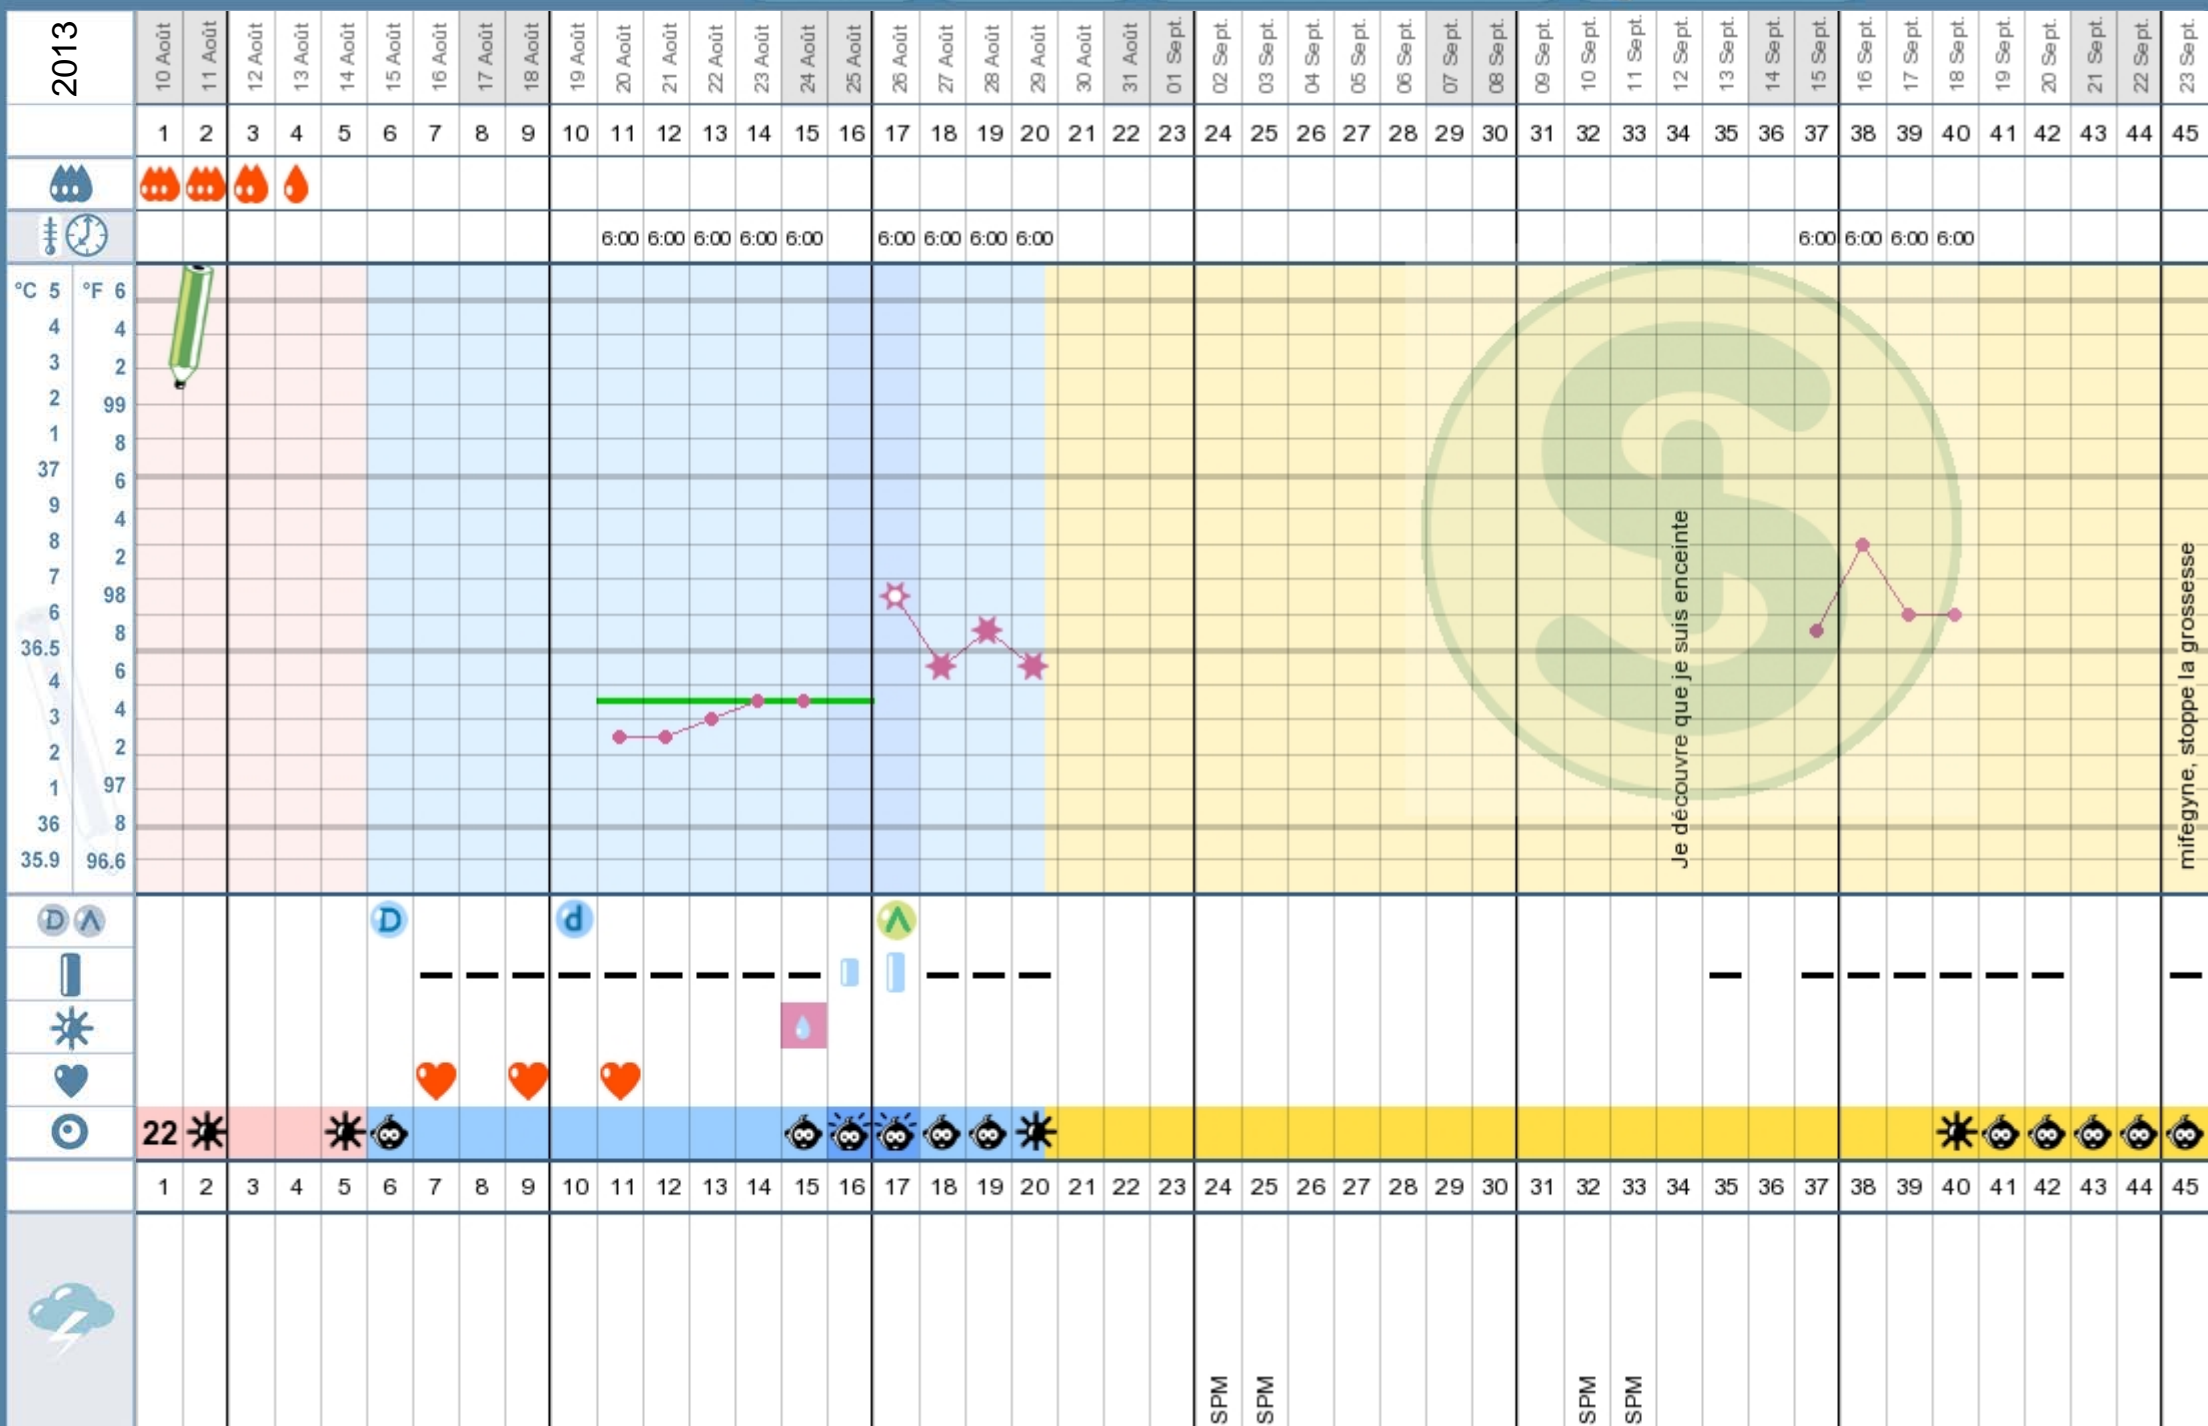 2013
10 Août 11 Août 12 Août 13 Août 14 Août 15 Août 16 Août 17 Août 18 Août 19 Août 20 Août 21 Août 22 Août 23 Août 24 Août 25 Août 26 Août 27 Août 28 Août 29 Août 30 Août 31 Août 01 Sept. 02 Sept. 03 Sept. 04 Sept. 05 Sept. 06 Sept. 07 Sept. 08 Sept. 09 Sept. 10 Sept. 11 Sept. 12 Sept. 13 Sept. 14 Sept. 15 Sept. 16 Sept. 17 Sept. 18 Sept. 19 Sept. 20 Sept. 21 Sept. 22 Sept. 23 Sept.
1 2 3 4 5 6 7 8 9 10 11 12 13 14 15 16 17 18 19 20 21 22 23 24 25 26 27 28 29 30 31 32 33 34 35 36 37 38 39 40 41 42 43 44 45
6:00 6:00 6:00 6:00 6:00 6:00 6:00 6:00 6:00 6:00 6:00 6:00 6:00
°C 5 °F 6
4 4
3 2
2 99
1 8
37 6
9 4
8 2
7 98
6 8
36.5 6
4 4
3 2
2 97
1 8
36 96.6
35.9
Je découvre que je suis enceinte
mifegyne, stoppe la grossesse
D Λ D d Λ
22
1 2 3 4 5 6 7 8 9 10 11 12 13 14 15 16 17 18 19 20 21 22 23 24 25 26 27 28 29 30 31 32 33 34 35 36 37 38 39 40 41 42 43 44 45
SPM SPM SPM SPM